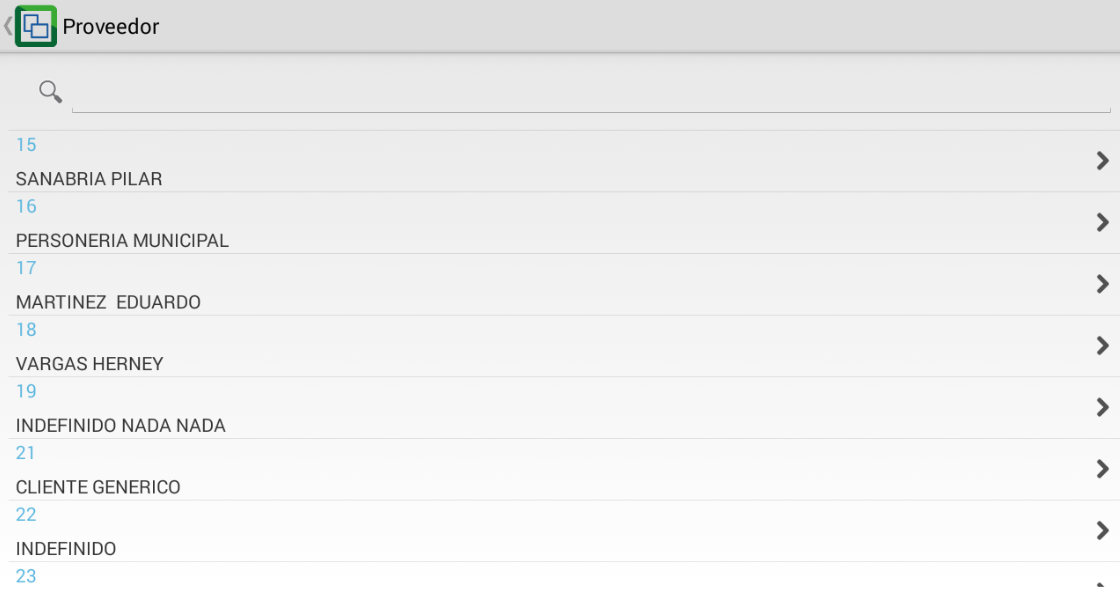 Proveedor
15
SANABRIA PILAR
16
PERSONERIA MUNICIPAL
17
MARTINEZ  EDUARDO
18
VARGAS HERNEY
19
INDEFINIDO NADA NADA
21
CLIENTE GENERICO
22
INDEFINIDO
23